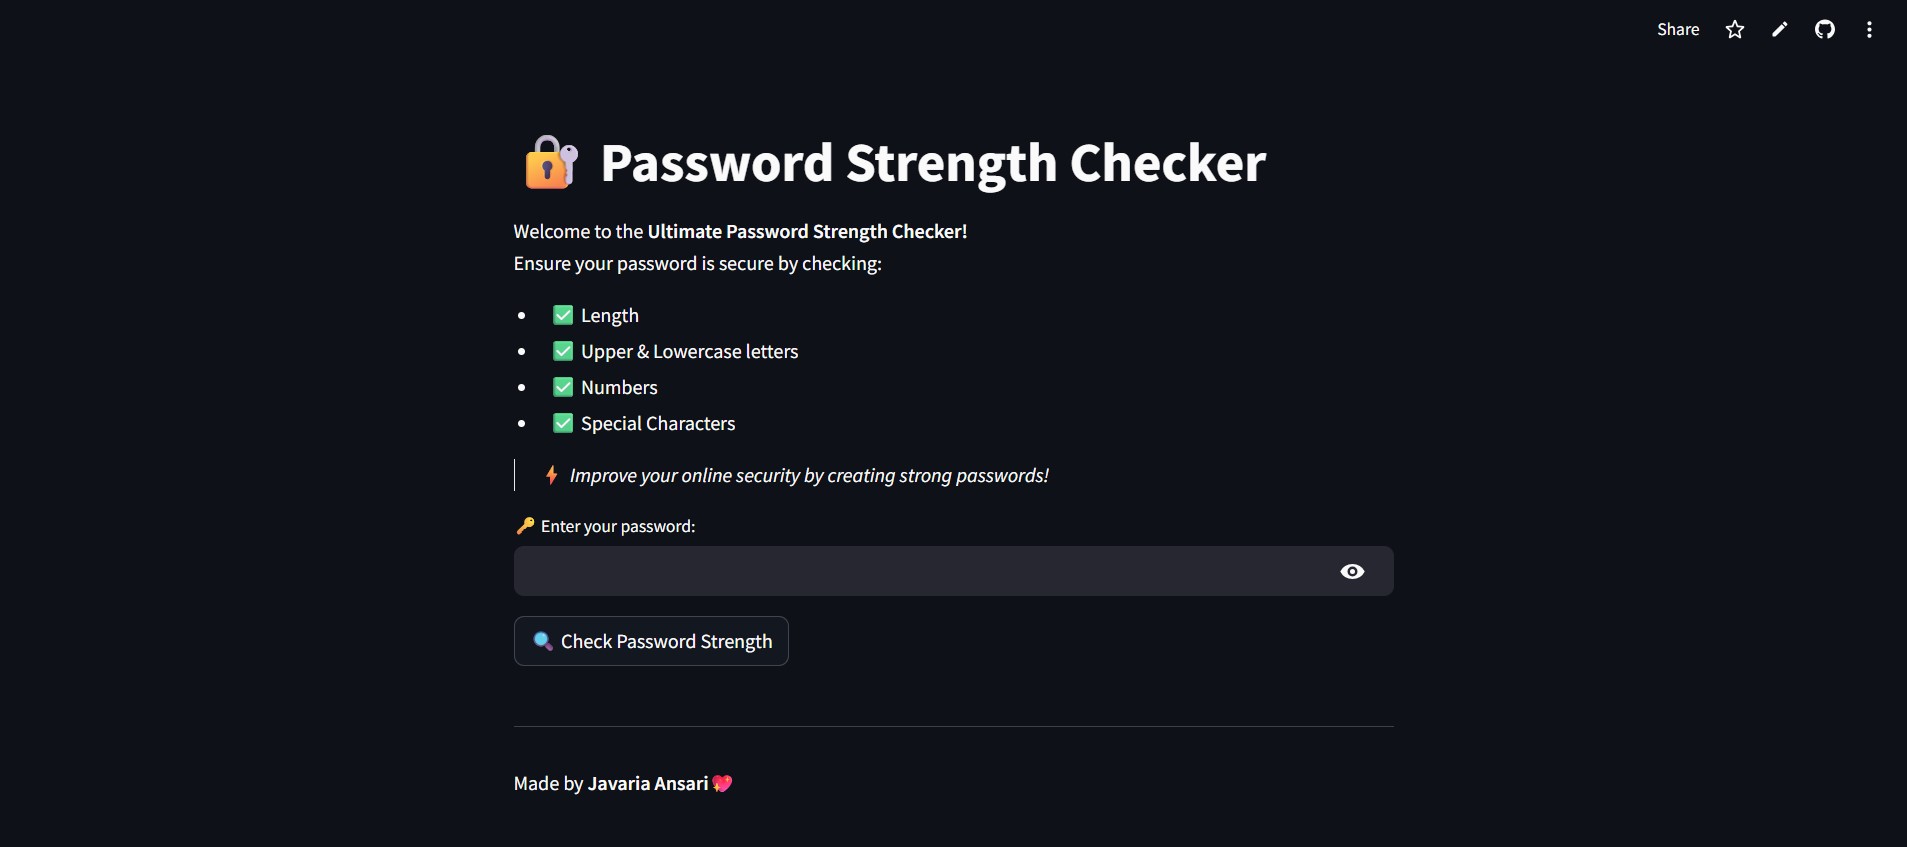 Share
🔐 Password Strength Checker
Welcome to the Ultimate Password Strength Checker!
Ensure your password is secure by checking:
• ✅ Length
• ✅ Upper & Lowercase letters
• ✅ Numbers
• ✅ Special Characters
⚡ Improve your online security by creating strong passwords!
🔑 Enter your password:
🔍 Check Password Strength
Made by Javaria Ansari 💖